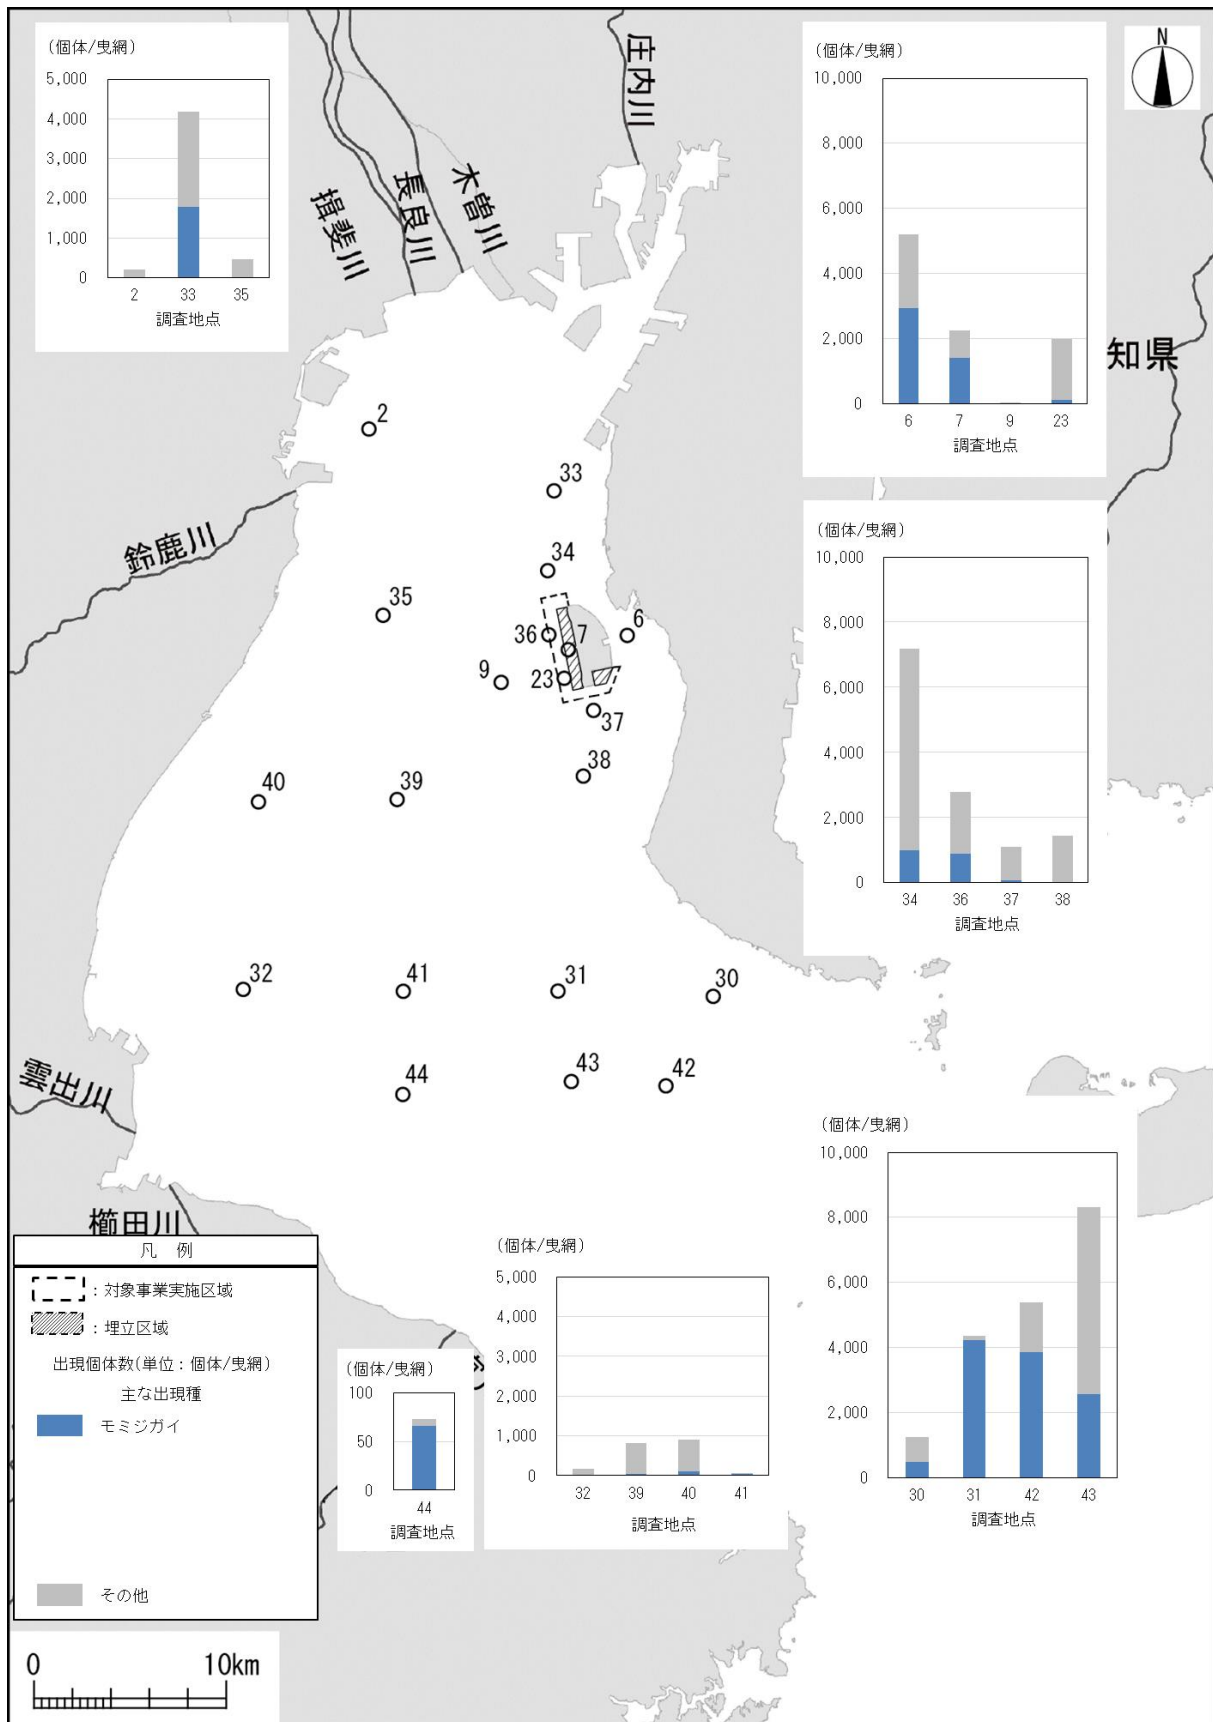 (個体/曳網)
5,000
4,000
3,000
2,000
1,000
0
2 33 35
調査地点
揖斐川
長良川
木曽川
庄内川
(個体/曳網)
10,000
8,000
6,000
4,000
2,000
0
6 7 9 23
調査地点
N
知県
2
33
鈴鹿川
34
35
36
7
6
9
23
37
38
40
39
(個体/曳網)
10,000
8,000
6,000
4,000
2,000
0
34 36 37 38
調査地点
32
41
31
30
44
43
42
雲出川
櫛田川
(個体/曳網)
10,000
8,000
6,000
4,000
2,000
0
30 31 42 43
調査地点
凡 例
:対象事業実施区域
:埋立区域
出現個体数(単位:個体/曳網)
主な出現種
モミジガイ
その他
(個体/曳網)
100
50
0
44
調査地点
(個体/曳網)
5,000
4,000
3,000
2,000
1,000
0
32 39 40 41
調査地点
0 10km